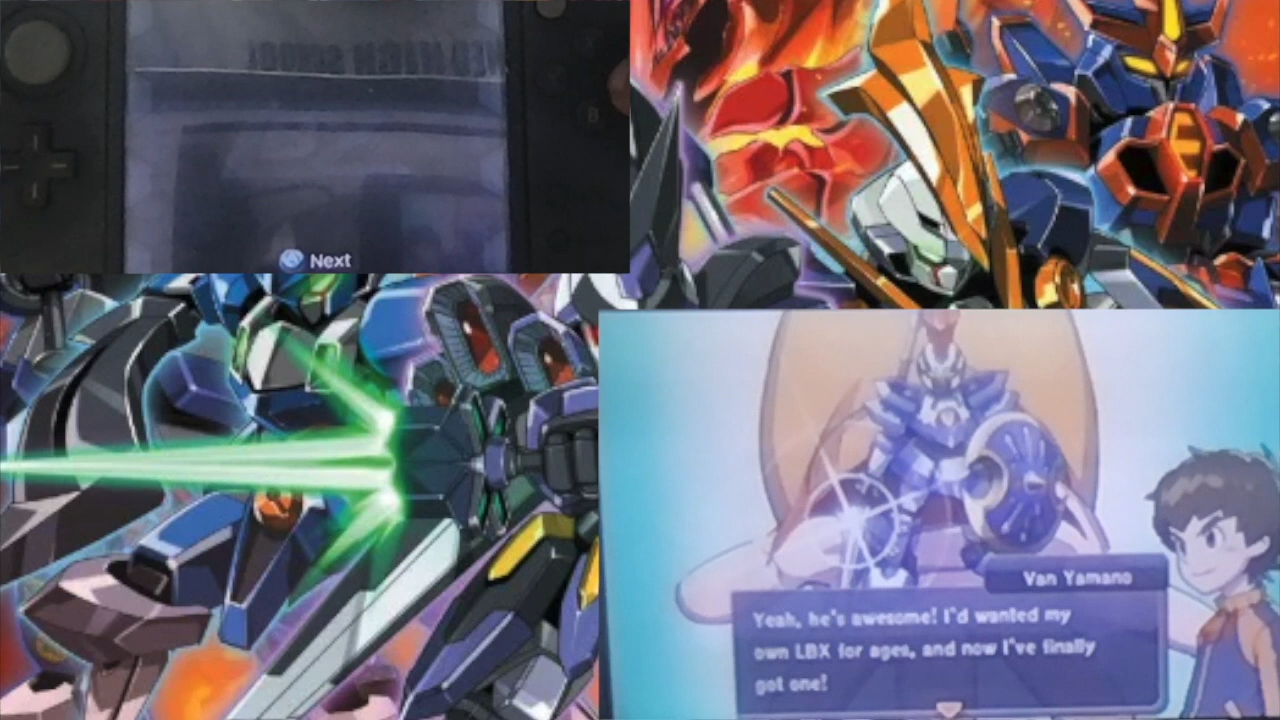 Next
Van Yamano
Yeah, he's awesome! I'd wanted my
own LBX for ages, and now I've finally
got one!